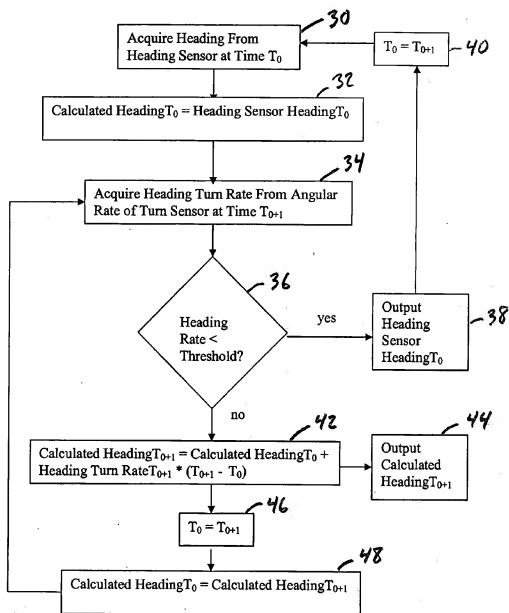 30
Acquire Heading From
Heading Sensor at Time T₀
T₀ = T₀₊₁
40
32
Calculated HeadingT₀ = Heading Sensor HeadingT₀
34
Acquire Heading Turn Rate From Angular
Rate of Turn Sensor at Time T₀₊₁
36
Heading
Rate <
Threshold?
yes
Output
Heading
Sensor
HeadingT₀
38
no
42
Calculated HeadingT₀₊₁ = Calculated HeadingT₀ +
Heading Turn RateT₀₊₁ * (T₀₊₁ - T₀)
44
Output
Calculated
HeadingT₀₊₁
46
T₀ = T₀₊₁
48
Calculated HeadingT₀ = Calculated HeadingT₀₊₁